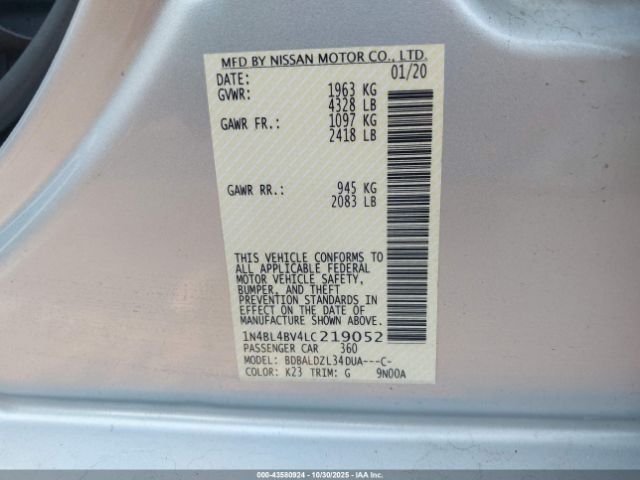 MFD BY NISSAN MOTOR CO., LTD.
DATE: 01/20
GVWR: 1963 KG
4328 LB
GAWR FR.: 1097 KG
2418 LB
GAWR RR.: 945 KG
2083 LB
THIS VEHICLE CONFORMS TO
ALL APPLICABLE FEDERAL
MOTOR VEHICLE SAFETY,
BUMPER, AND THEFT
PREVENTION STANDARDS IN
EFFECT ON THE DATE OF
MANUFACTURE SHOWN ABOVE.
1N4BL4BV4LC219052
PASSENGER CAR 360
MODEL: BDBALDZL34DUA---C-
COLOR: K23 TRIM: G 9N00A
000-43580924 - 10/30/2025 - IAA Inc.